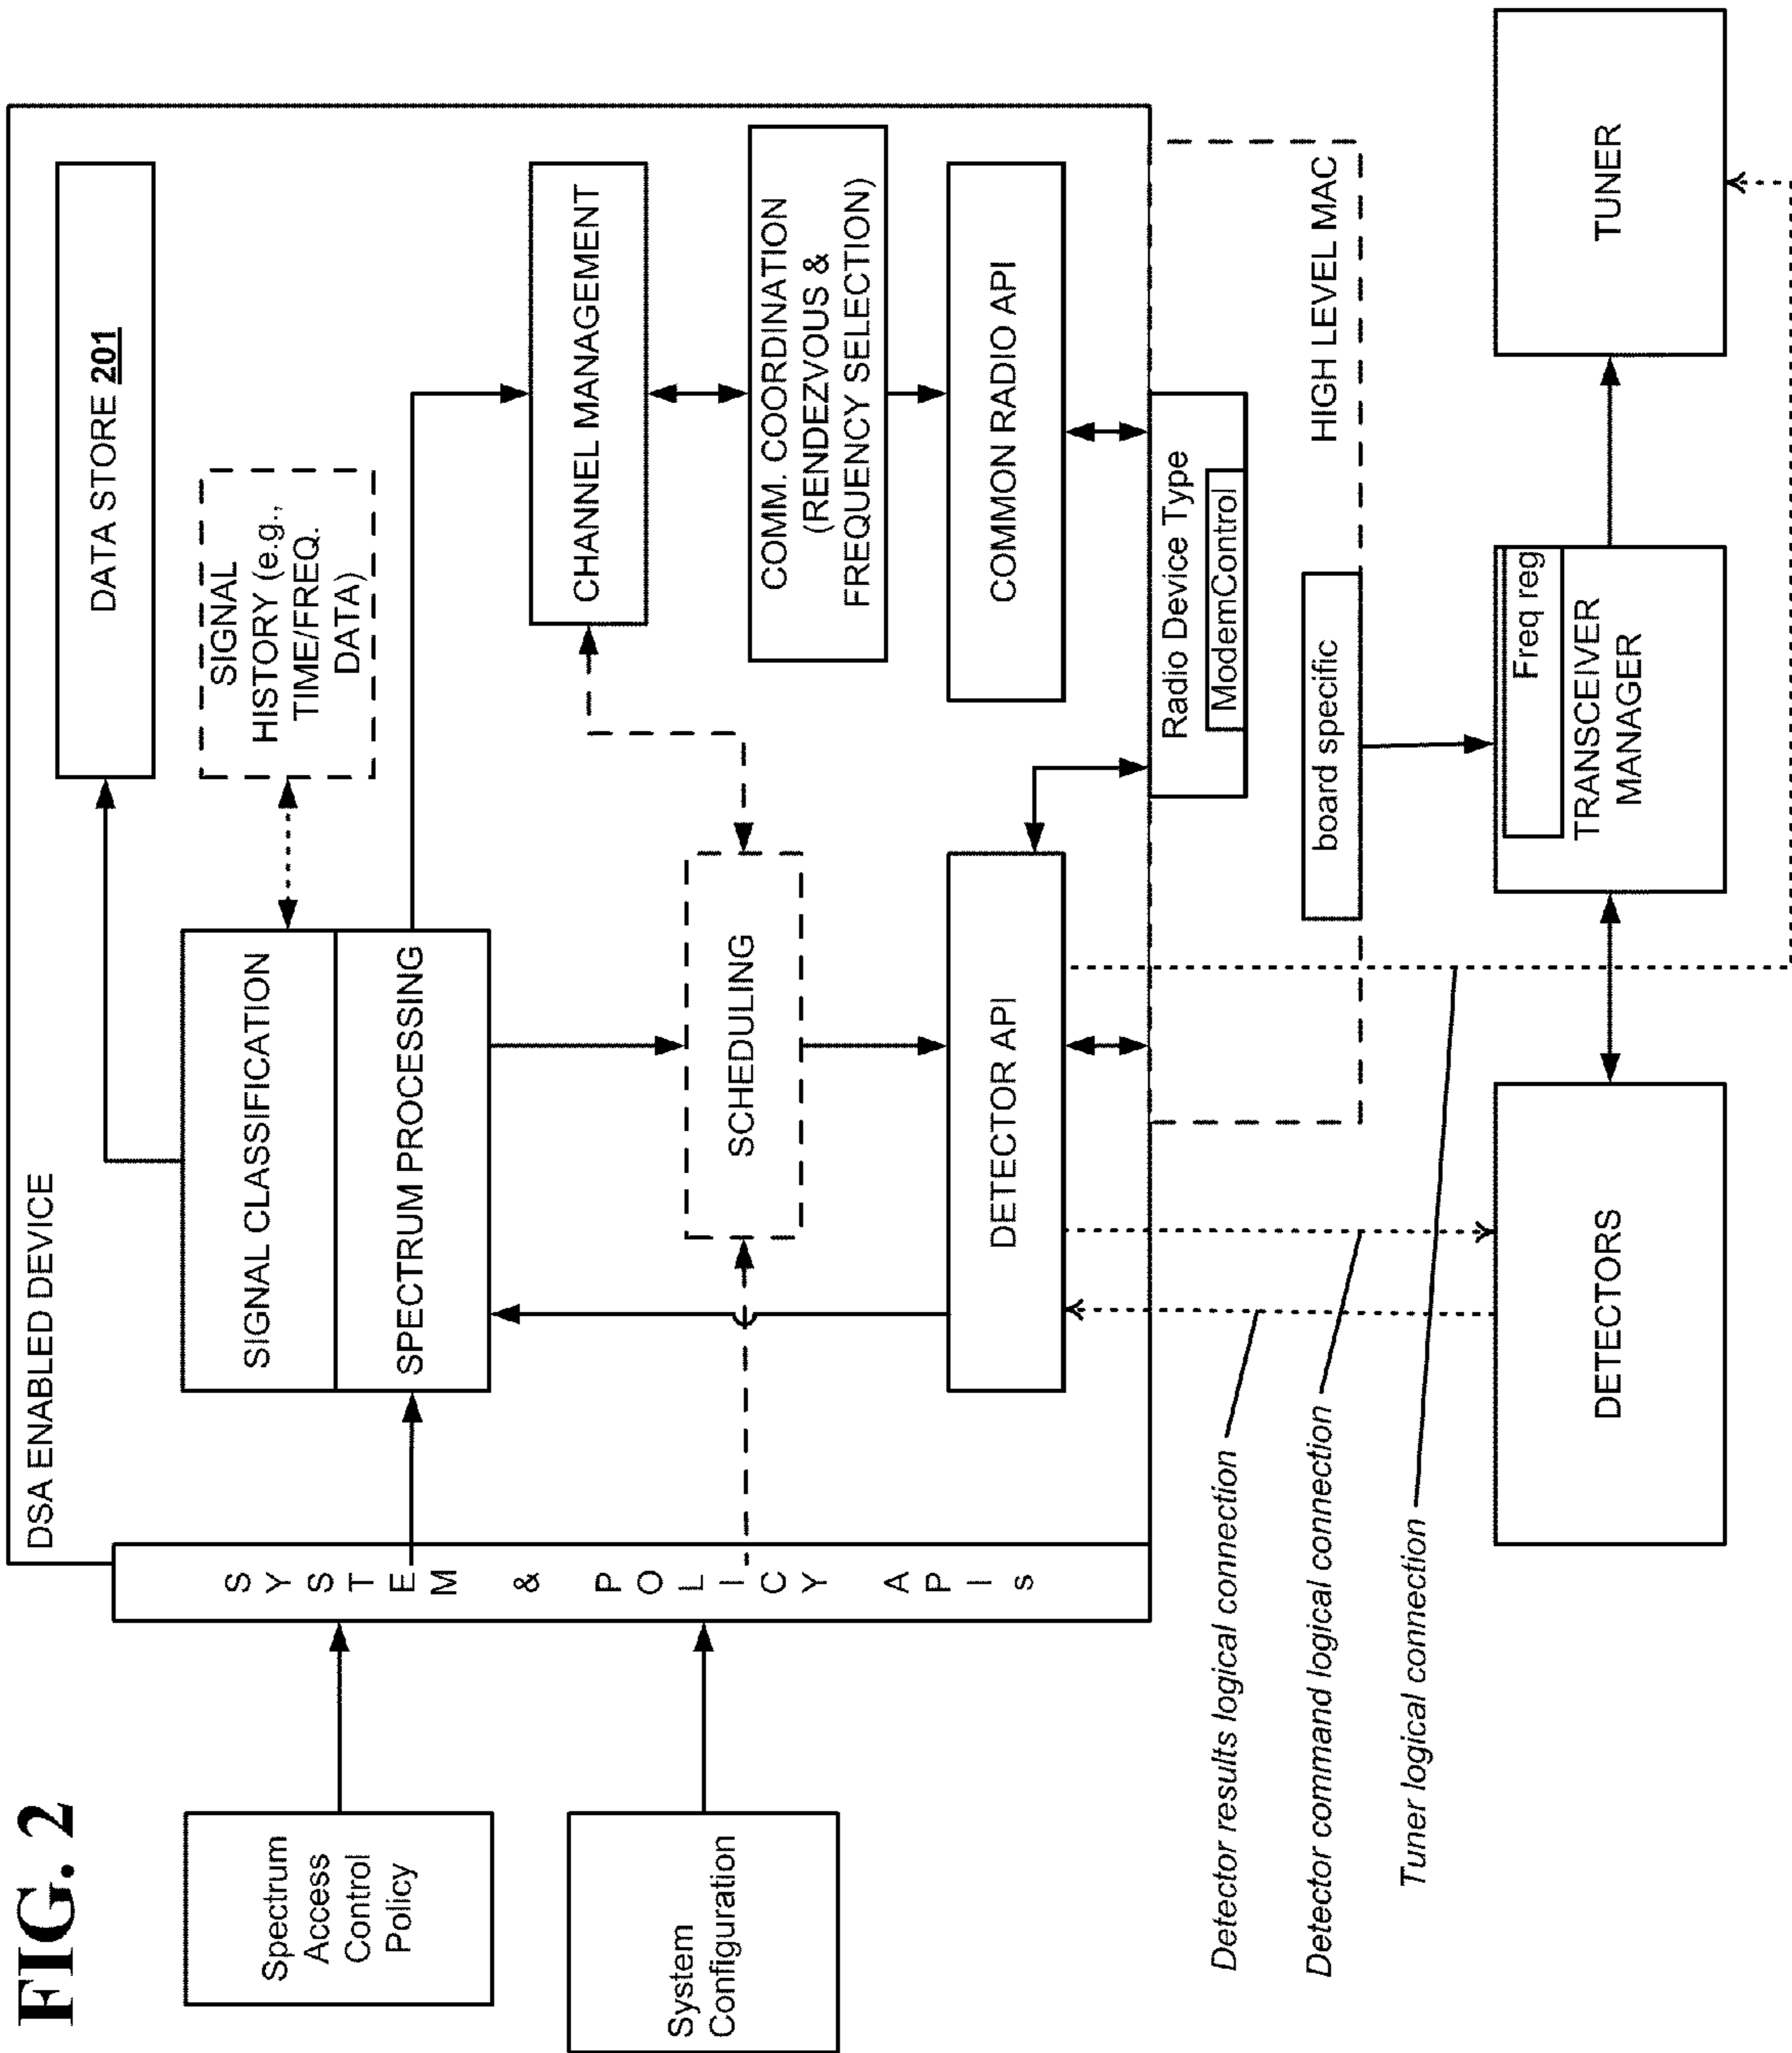 FIG. 2
DSA ENABLED DEVICE
DATA STORE 201
SIGNAL
HISTORY (e.g.,
TIME/FREQ.
DATA)
SIGNAL CLASSIFICATION
SPECTRUM PROCESSING
Spectrum
Access
Control
Policy
System
Configuration
SYSTEM & POLICY APIs
CHANNEL MANAGEMENT
SCHEDULING
COMM. COORDINATION
(RENDEZVOUS &
FREQUENCY SELECTION)
DETECTOR API
COMMON RADIO API
Radio Device Type
ModemControl
HIGH LEVEL MAC
board specific
Detector results logical connection
Detector command logical connection
Tuner logical connection
DETECTORS
Freq reg
TRANSCEIVER
MANAGER
TUNER